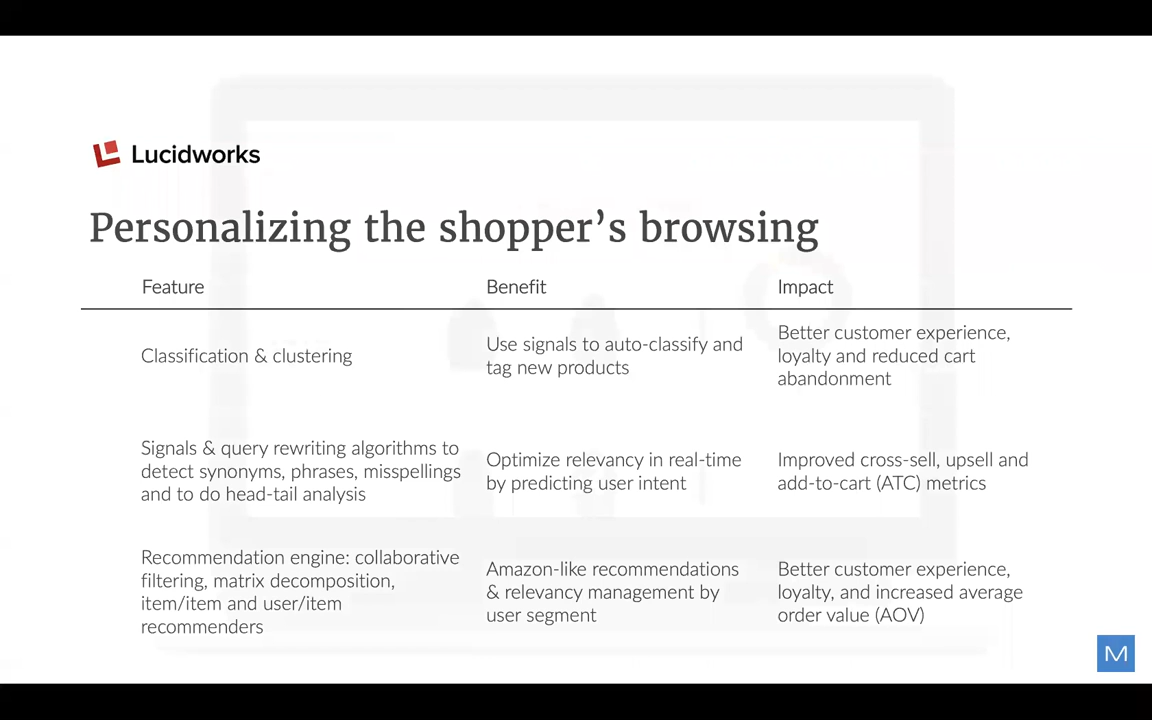 Lucidworks
Personalizing the shopper’s browsing
Feature
Benefit
Impact
Classification & clustering
Use signals to auto-classify and
tag new products
Better customer experience,
loyalty and reduced cart
abandonment
Signals & query rewriting algorithms to
detect synonyms, phrases, misspellings
and to do head-tail analysis
Optimize relevancy in real-time
by predicting user intent
Improved cross-sell, upsell and
add-to-cart (ATC) metrics
Recommendation engine: collaborative
filtering, matrix decomposition,
item/item and user/item
recommenders
Amazon-like recommendations
& relevancy management by
user segment
Better customer experience,
loyalty, and increased average
order value (AOV)
M